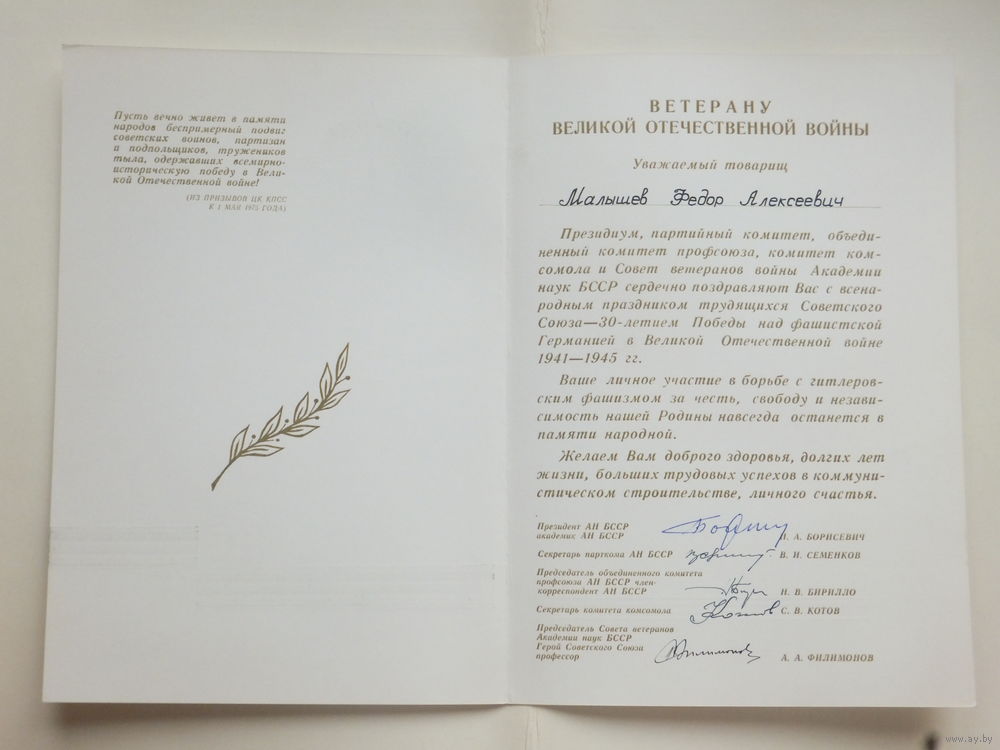 Пусть вечно живет в памяти
народов беспримерный подвиг
советских воинов, партизан
и подпольщиков, тружеников
тыла, одержавших всемирно-
историческую победу в Вели-
кой Отечественной войне!
(ИЗ ПРИЗЫВОВ ЦК КПСС
К 1 МАЯ 1975 ГОДА)
ВЕТЕРАНУ
ВЕЛИКОЙ ОТЕЧЕСТВЕННОЙ ВОЙНЫ
Уважаемый товарищ
Малышев Федор Алексеевич
Президиум, партийный комитет, объеди-
ненный комитет профсоюза, комитет ком-
сомола и Совет ветеранов войны Академии
наук БССР сердечно поздравляют Вас с всена-
родным праздником трудящихся Советского
Союза—30-летием Победы над фашистской
Германией в Великой Отечественной войне
1941—1945 гг.
Ваше личное участие в борьбе с гитлеров-
ским фашизмом за честь, свободу и незави-
симость нашей Родины навсегда останется в
памяти народной.
Желаем Вам доброго здоровья, долгих лет
жизни, больших трудовых успехов в коммуни-
стическом строительстве, личного счастья.
Президент АН БССР
академик АН БССР Н. А. БОРИСЕВИЧ
Секретарь парткома АН БССР В. И. СЕМЕНКОВ
Председатель объединенного комитета
профсоюза АН БССР член-
корреспондент АН БССР Н. В. БИРИЛЛО
Секретарь комитета комсомола С. В. КОТОВ
Председатель Совета ветеранов
Академии наук БССР
Герой Советского Союза
профессор А. А. ФИЛИМОНОВ
www.ay.by